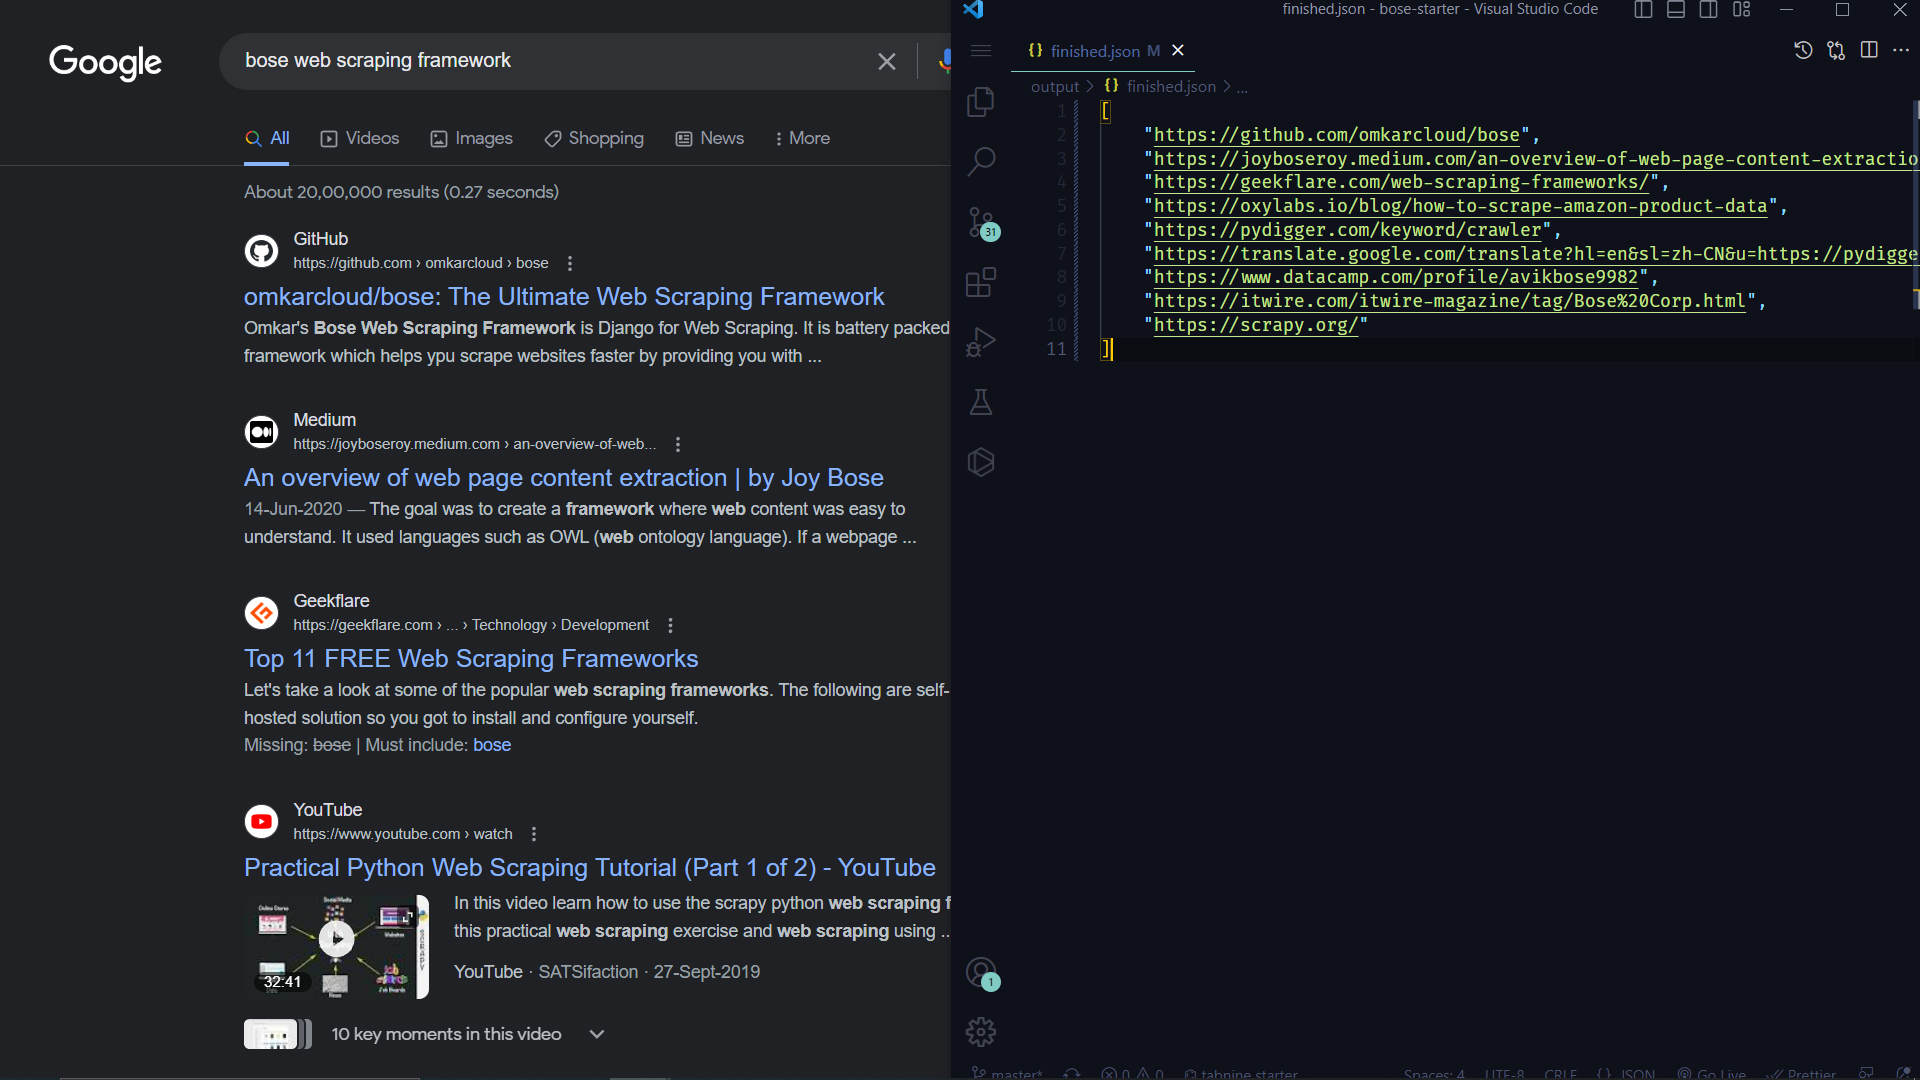 Google
bose web scraping framework
All Videos Images Shopping News More
About 20,00,000 results (0.27 seconds)
GitHub
https://github.com › omkarcloud › bose
omkarcloud/bose: The Ultimate Web Scraping Framework
Omkar's Bose Web Scraping Framework is Django for Web Scraping. It is battery packed
framework which helps ypu scrape websites faster by providing you with ...
Medium
https://joyboseroy.medium.com › an-overview-of-web...
An overview of web page content extraction | by Joy Bose
14-Jun-2020 — The goal was to create a framework where web content was easy to
understand. It used languages such as OWL (web ontology language). If a webpage ...
Geekflare
https://geekflare.com › ... › Technology › Development
Top 11 FREE Web Scraping Frameworks
Let's take a look at some of the popular web scraping frameworks. The following are self-
hosted solution so you got to install and configure yourself.
Missing: bose | Must include: bose
YouTube
https://www.youtube.com › watch
Practical Python Web Scraping Tutorial (Part 1 of 2) - YouTube
In this video learn how to use the scrapy python web scraping f
this practical web scraping exercise and web scraping using ..
YouTube · SATSifaction · 27-Sept-2019
Online Stores
Social Media
Websites
SCRAPY
News
Job Boards
32:41
10 key moments in this video
finished.json - bose-starter - Visual Studio Code
{} finished.json M
output > {} finished.json > ...
1 [
2 "https://github.com/omkarcloud/bose",
3 "https://joyboseroy.medium.com/an-overview-of-web-page-content-extractio
4 "https://geekflare.com/web-scraping-frameworks/",
5 "https://oxylabs.io/blog/how-to-scrape-amazon-product-data",
6 "https://pydigger.com/keyword/crawler",
7 "https://translate.google.com/translate?hl=en&sl=zh-CN&u=https://pydigge
8 "https://www.datacamp.com/profile/avikbose9982",
9 "https://itwire.com/itwire-magazine/tag/Bose%20Corp.html",
10 "https://scrapy.org/"
11 ]
31
1
master* 0 0 tabnine starter Spaces: 4 UTF-8 CRLF {} JSON Go Live Prettier